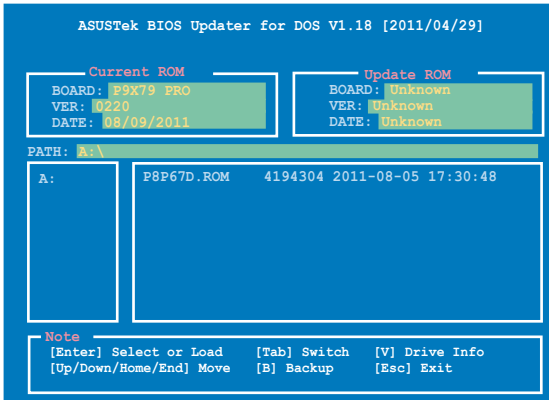 ASUSTek BIOS Updater for DOS V1.18 [2011/04/29]
Current ROM
BOARD: P9X79 PRO
VER: 0220
DATE: 08/09/2011
Update ROM
BOARD: Unknown
VER: Unknown
DATE: Unknown
PATH: A:\
A:
P8P67D.ROM 4194304 2011-08-05 17:30:48
Note
[Enter] Select or Load [Tab] Switch [V] Drive Info
[Up/Down/Home/End] Move [B] Backup [Esc] Exit